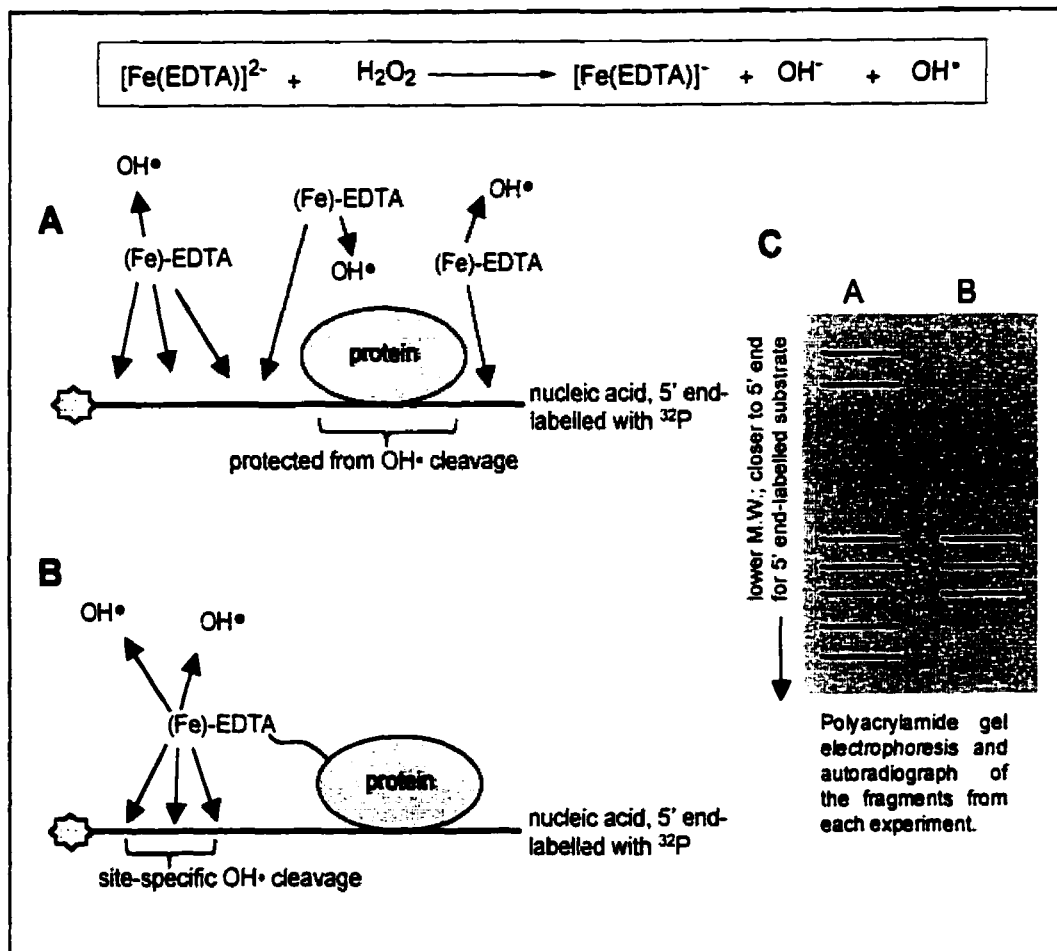 [Fe(EDTA)]2- + H2O2 [Fe(EDTA)]- + OH- + OH•
A
OH•
(Fe)-EDTA
(Fe)-EDTA
OH•
OH•
(Fe)-EDTA
protein
nucleic acid, 5' end-
labelled with 32P
protected from OH• cleavage
B
OH•
OH•
(Fe)-EDTA
protein
nucleic acid, 5' end-
labelled with 32P
site-specific OH• cleavage
C
A B
lower M.W.; closer to 5' end
for 5' end-labelled substrate
Polyacrylamide gel
electrophoresis and
autoradiograph of
the fragments from
each experiment.